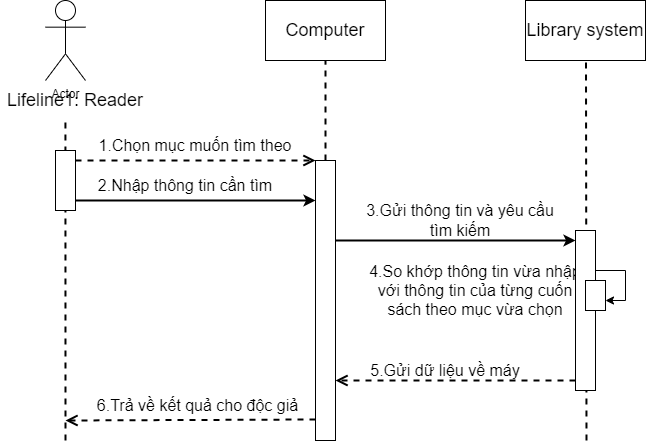 Computer
Library system
Actor
Lifeline1: Reader
1.Chọn mục muốn tìm theo
2.Nhập thông tin cần tìm
3.Gửi thông tin và yêu cầu
tìm kiếm
4.So khớp thông tin vừa nhập
với thông tin của từng cuốn
sách theo mục vừa chọn
5.Gửi dữ liệu về máy
6.Trả về kết quả cho độc giả